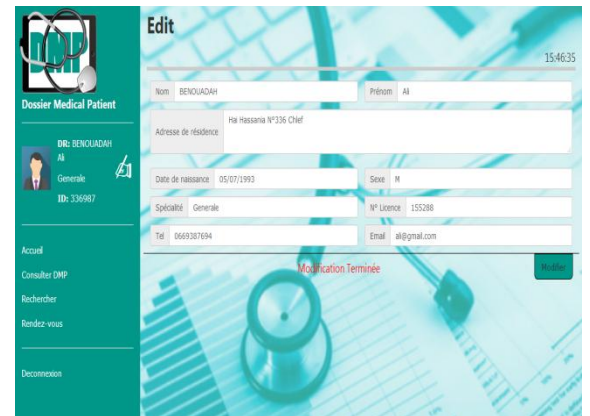 DMP
Dossier Medical Patient
DR: BENOUADAH
Ali
Generale
ID: 336987
Accueil
Consulter DMP
Rechercher
Rendez-vous
Deconnexion
Edit
15:46:35
Nom BENOUADAH Prénom Ali
Adresse de résidence Hai Hassania N°336 Chlef
Date de naissance 05/07/1993 Sexe M
Spécialité Generale N° Licence 155288
Tel 0669387694 Email ali@gmail.com
Modification Terminée Modifier